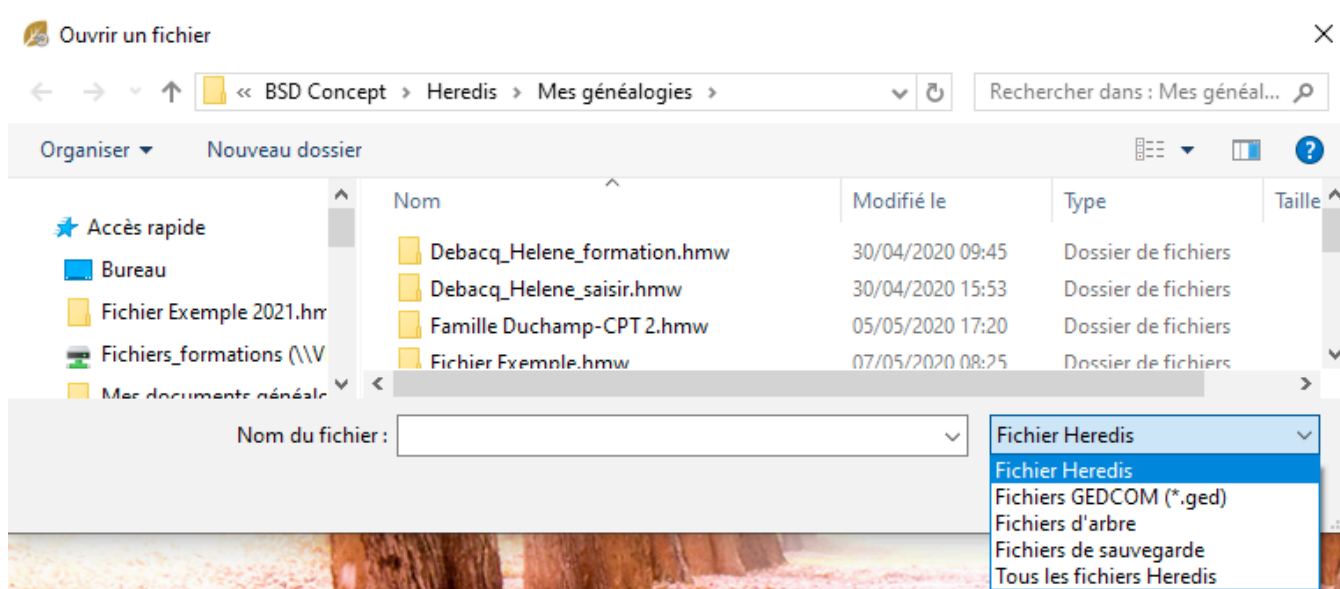 Ouvrir un fichier
« BSD Concept > Heredis > Mes généalogies >
Rechercher dans : Mes généal...
Organiser
Nouveau dossier
Nom
Modifié le
Type
Taille
Accès rapide
Bureau
Fichier Exemple 2021.hm
Fichiers_formations (\\V
Mes documents généalo
Debacq_Helene_formation.hmw 30/04/2020 09:45 Dossier de fichiers
Debacq_Helene_saisir.hmw 30/04/2020 15:53 Dossier de fichiers
Famille Duchamp-CPT 2.hmw 05/05/2020 17:20 Dossier de fichiers
Fichier Exemple.hmw 07/05/2020 08:25 Dossier de fichiers
Nom du fichier :
Fichier Heredis
Fichier Heredis
Fichiers GEDCOM (*.ged)
Fichiers d'arbre
Fichiers de sauvegarde
Tous les fichiers Heredis